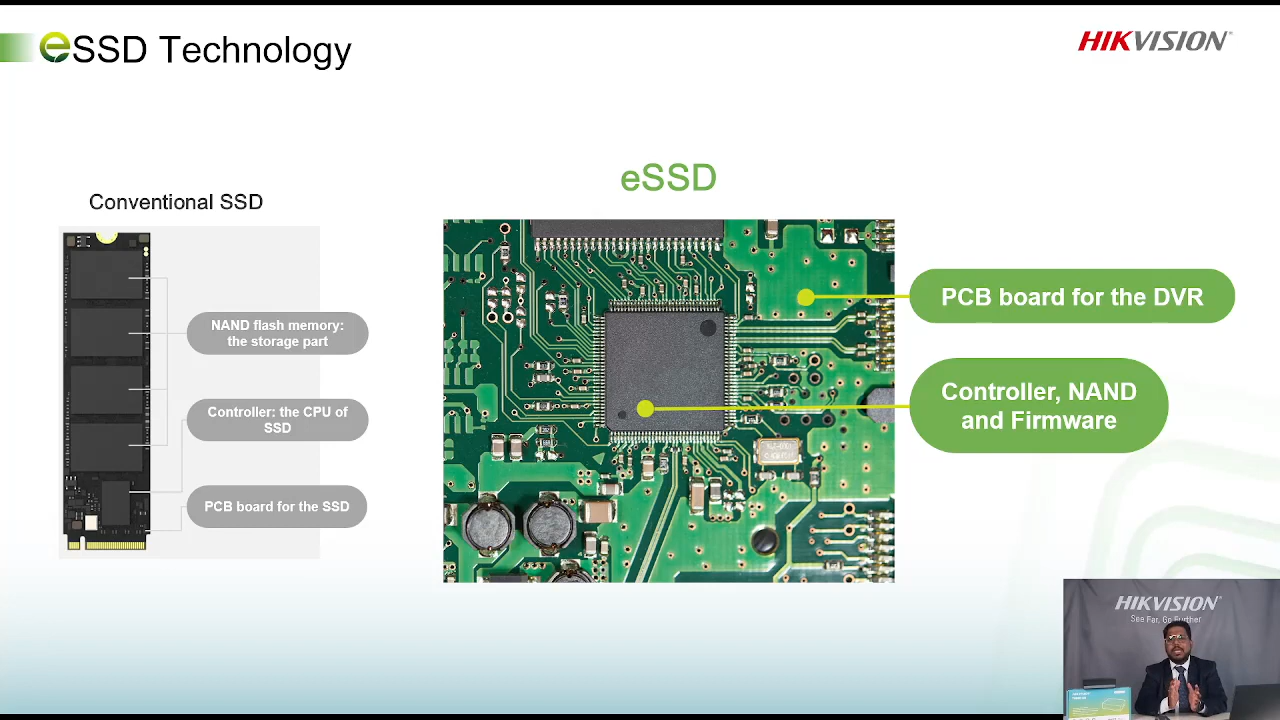 eSSD Technology
HIKVISION
eSSD
Conventional SSD
NAND flash memory:
the storage part
Controller: the CPU of
SSD
PCB board for the SSD
PCB board for the DVR
Controller, NAND
and Firmware
HIKVISION
See Far, Go Further